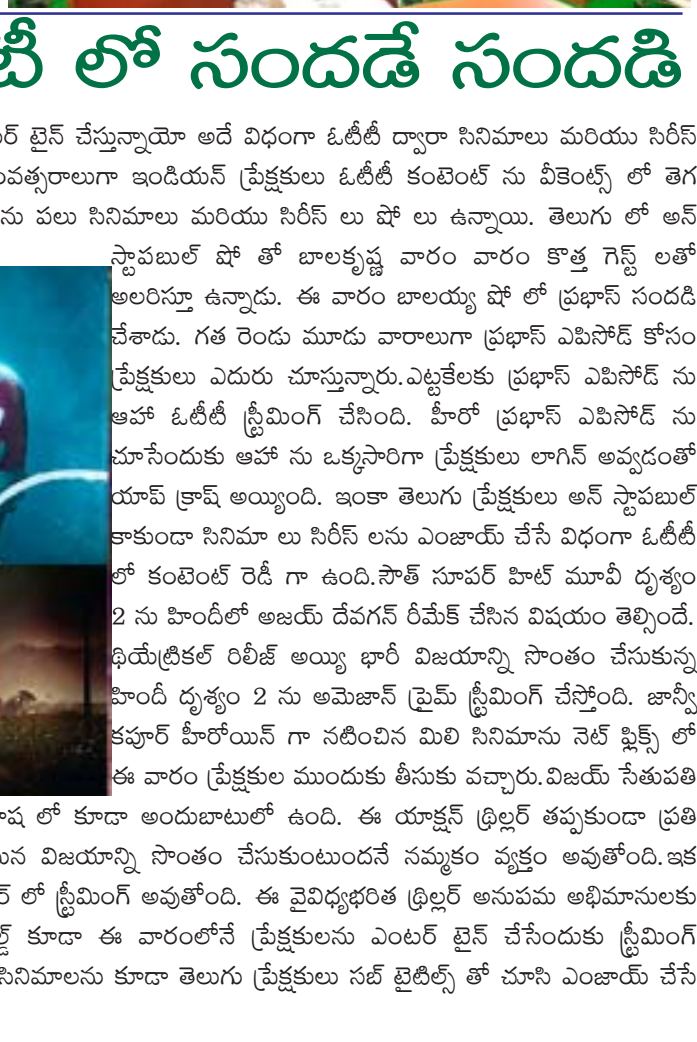 లో సందడే సందడి
టైన్ చేస్తున్నాయో అదే విధంగా ఓటీటీ ద్వారా సినిమాలు మరియు సిరీస్
ఇండియన్ ప్రేక్షకులు ఓటీటీ కంటెంట్ ను వీకెంట్స్ లో తెగ
ను పలు సినిమాలు మరియు సిరీస్ లు షో లు ఉన్నాయి. తెలుగు లో అన్
స్టాపబుల్ షో తో బాలకృష్ణ వారం వారం కొత్త గెస్ట్ లతో
అలరిస్తూ ఉన్నాడు. ఈ వారం బాలయ్య షో లో ప్రభాస్ సందడి
చేశాడు. గత రెండు మూడు వారాలుగా ప్రభాస్ ఎపిసోడ్ కోసం
ప్రేక్షకులు ఎదురు చూస్తున్నారు.ఎట్టకేలకు ప్రభాస్ ఎపిసోడ్ ను
ఆహా ఓటీటీ స్ట్రీమింగ్ చేసింది. హీరో ప్రభాస్ ఎపిసోడ్ ను
చూసేందుకు ఆహా ను ఒక్కసారిగా ప్రేక్షకులు లాగిన్ అవ్వడంతో
యాప్ క్రాష్ అయ్యింది. ఇంకా తెలుగు ప్రేక్షకులు అన్ స్టాపబుల్
కాకుండా సినిమా లు సిరీస్ లను ఎంజాయ్ చేసే విధంగా ఓటీటీ
లో కంటెంట్ రెడీ గా ఉంది.సౌత్ సూపర్ హిట్ మూవీ దృశ్యం
2 ను హిందీలో అజయ్ దేవగన్ రీమేక్ చేసిన విషయం తెల్సిందే.
థియేట్రికల్ రిలీజ్ అయ్యి భారీ విజయాన్ని సొంతం చేసుకున్న
హిందీ దృశ్యం 2 ను అమెజాన్ ప్రైమ్ స్ట్రీమింగ్ చేస్తోంది. జాన్వీ
కపూర్ హీరోయిన్ గా నటించిన మిలి సినిమాను నెట్ ఫ్లిక్స్ లో
ఈ వారం ప్రేక్షకుల ముందుకు తీసుకు వచ్చారు.విజయ్ సేతుపతి
లో కూడా అందుబాటులో ఉంది. ఈ యాక్షన్ థ్రిల్లర్ తప్పకుండా ప్రతి
విజయాన్ని సొంతం చేసుకుంటుందనే నమ్మకం వ్యక్తం అవుతోంది.ఇక
లో స్ట్రీమింగ్ అవుతోంది. ఈ వైవిధ్యభరిత థ్రిల్లర్ అనుపమ అభిమానులకు
కూడా ఈ వారంలోనే ప్రేక్షకులను ఎంటర్ టైన్ చేసేందుకు స్ట్రీమింగ్
సినిమాలను కూడా తెలుగు ప్రేక్షకులు సబ్ టైటిల్స్ తో చూసి ఎంజాయ్ చేసే